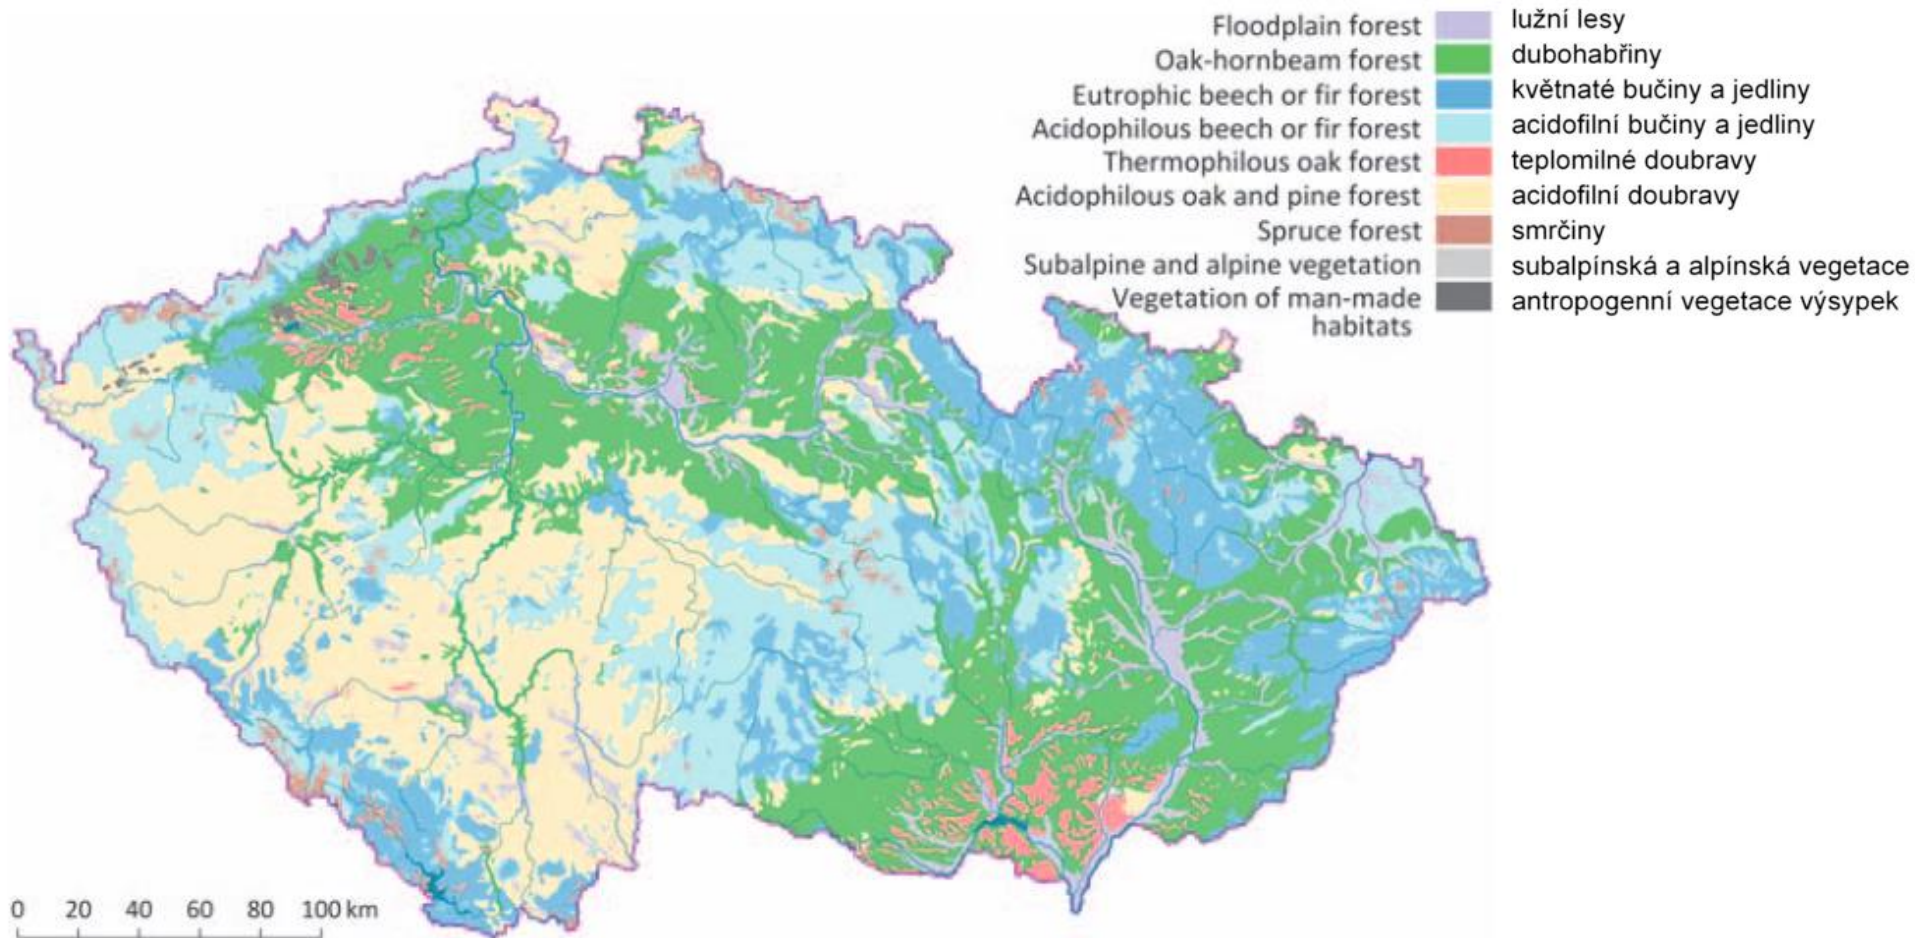 Floodplain forest lužní lesy
Oak-hornbeam forest dubohabřiny
Eutrophic beech or fir forest květnaté bučiny a jedliny
Acidophilous beech or fir forest acidofilní bučiny a jedliny
Thermophilous oak forest teplomilné doubravy
Acidophilous oak and pine forest acidofilní doubravy
Spruce forest smrčiny
Subalpine and alpine vegetation subalpínská a alpínská vegetace
Vegetation of man-made antropogenní vegetace výsypek
habitats
0 20 40 60 80 100 km